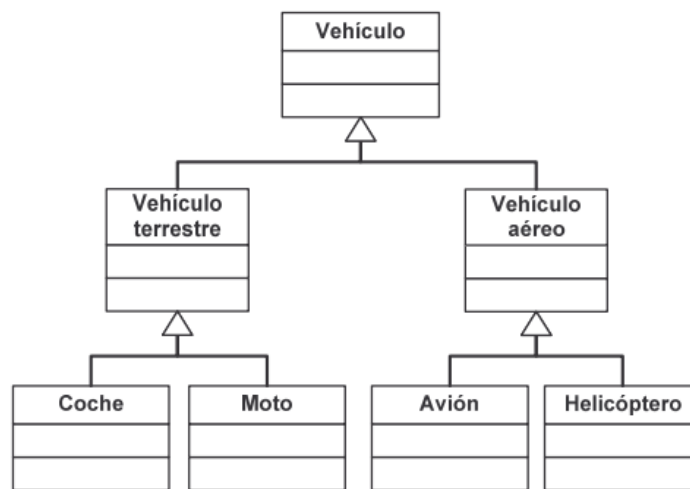 Vehículo
Vehículo
terrestre
Vehículo
aéreo
Coche
Moto
Avión
Helicóptero